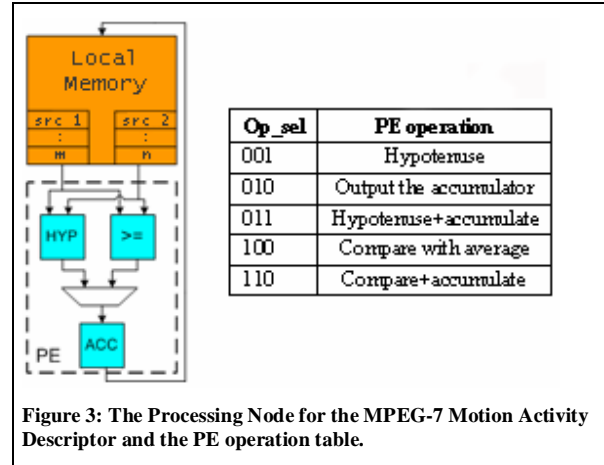 Local
Memory
src 1 src 2
: :
m n
HYP >=
ACC
PE
Op_sel PE operation
001 Hypotenuse
010 Output the accumulator
011 Hypotenuse+accumulate
100 Compare with average
110 Compare+accumulate
Figure 3: The Processing Node for the MPEG-7 Motion Activity
Descriptor and the PE operation table.